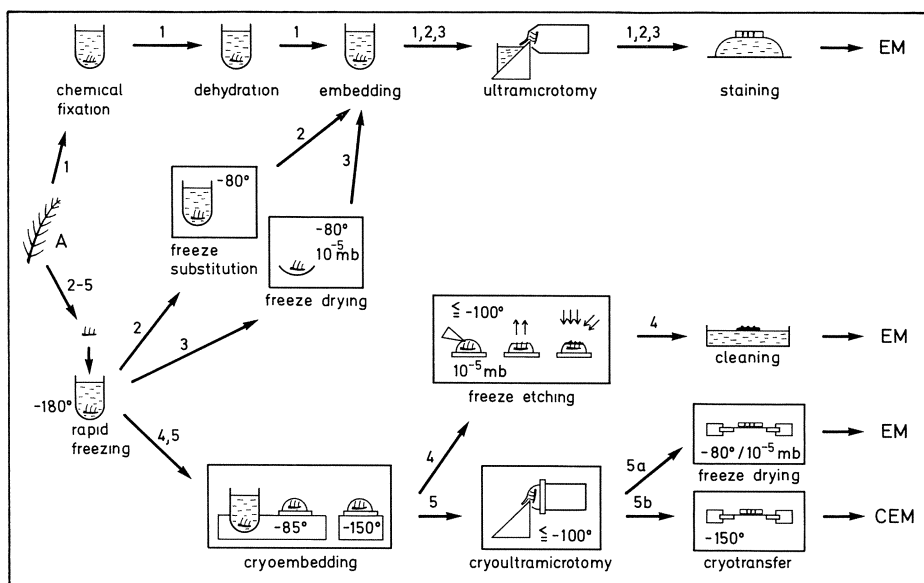 1
1
1,2,3
1,2,3
EM
chemical
fixation
dehydration
embedding
ultramicrotomy
staining
1
2
3
-80°
A
freeze
substitution
-80°
10⁻⁵mb
freeze drying
2-5
2
3
-180°
rapid
freezing
4,5
≦ -100°
10⁻⁵mb
freeze etching
4
cleaning
EM
4
5
-85°
-150°
cryoembedding
≦ -100°
cryoultramicrotomy
5a
5b
-80°/10⁻⁵mb
freeze drying
EM
-150°
cryotransfer
CEM